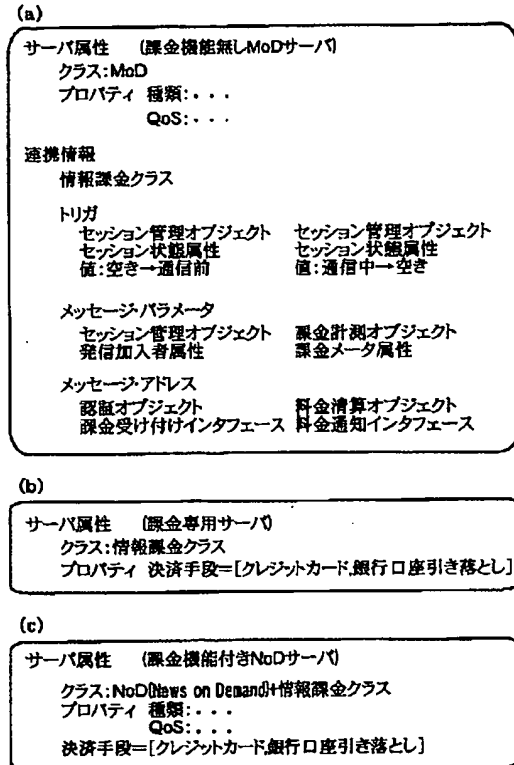 (a)
サーバ属性 (課金機能無しMoDサーバ)
クラス:MoD
プロパティ 種類:・・・
QoS:・・・
連携情報
情報課金クラス
トリガ
セッション管理オブジェクト セッション管理オブジェクト
セッション状態属性 セッション状態属性
値:空き→通信前 値:通信中→空き
メッセージ・パラメータ
セッション管理オブジェクト 課金計測オブジェクト
発信加入者属性 課金メータ属性
メッセージ・アドレス
認証オブジェクト 料金清算オブジェクト
課金受け付けインタフェース 料金通知インタフェース
(b)
サーバ属性 (課金専用サーバ)
クラス:情報課金クラス
プロパティ 決済手段=[クレジットカード,銀行口座引き落とし]
(c)
サーバ属性 (課金機能付きNoDサーバ)
クラス:NoD(News on Demand)+情報課金クラス
プロパティ 種類:・・・
QoS:・・・
決済手段=[クレジットカード,銀行口座引き落とし]